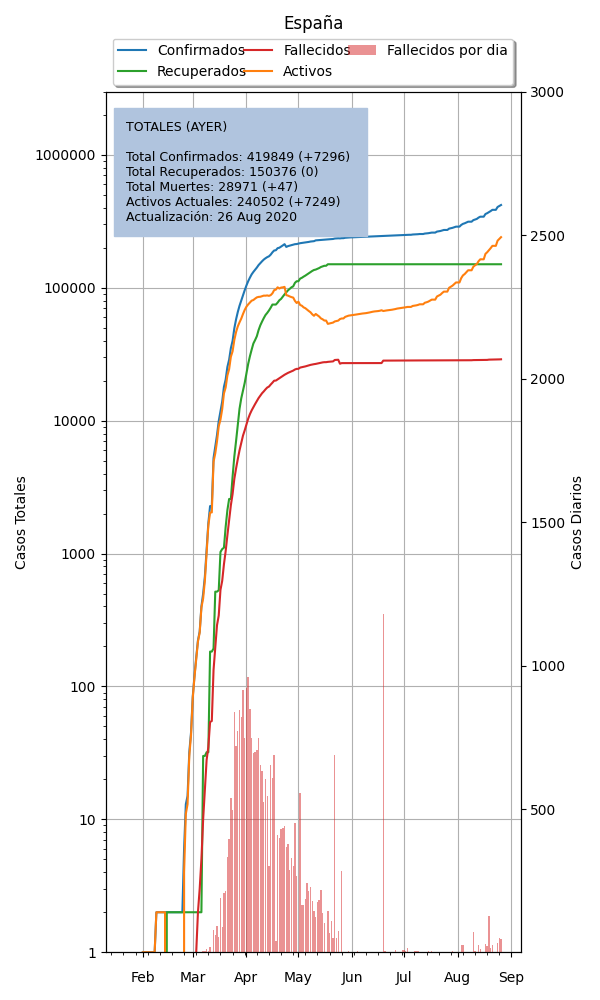 España
Confirmados Fallecidos Fallecidos por dia
Recuperados Activos
TOTALES (AYER)
Total Confirmados: 419849 (+7296)
Total Recuperados: 150376 (0)
Total Muertes: 28971 (+47)
Activos Actuales: 240502 (+7249)
Actualización: 26 Aug 2020
Casos Totales
1000000
100000
10000
1000
100
10
1
3000
2500
2000
1500
1000
500
Casos Diarios
Feb Mar Apr May Jun Jul Aug Sep